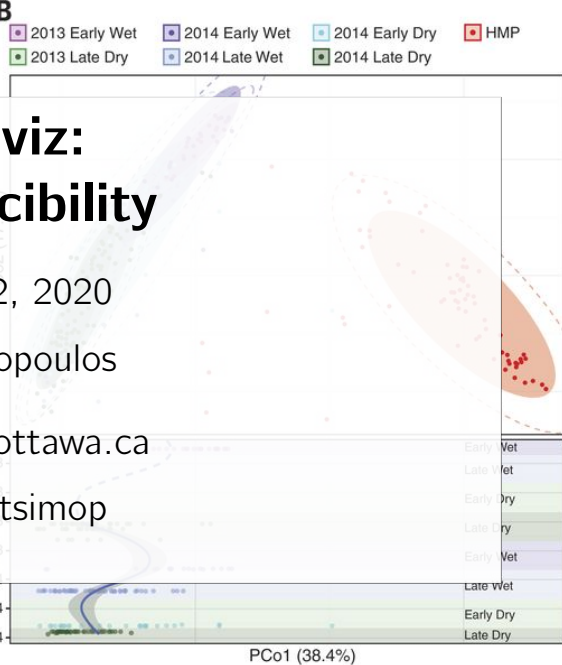 B
2013 Early Wet 2014 Early Wet 2014 Early Dry HMP
2013 Late Dry 2014 Late Wet 2014 Late Dry
viz:
cibility
2, 2020
opoulos
ottawa.ca
tsimop
Early Wet
Late Wet
Early Dry
Late Dry
Early Wet
Late Wet
Early Dry
Late Dry
PCo1 (38.4%)